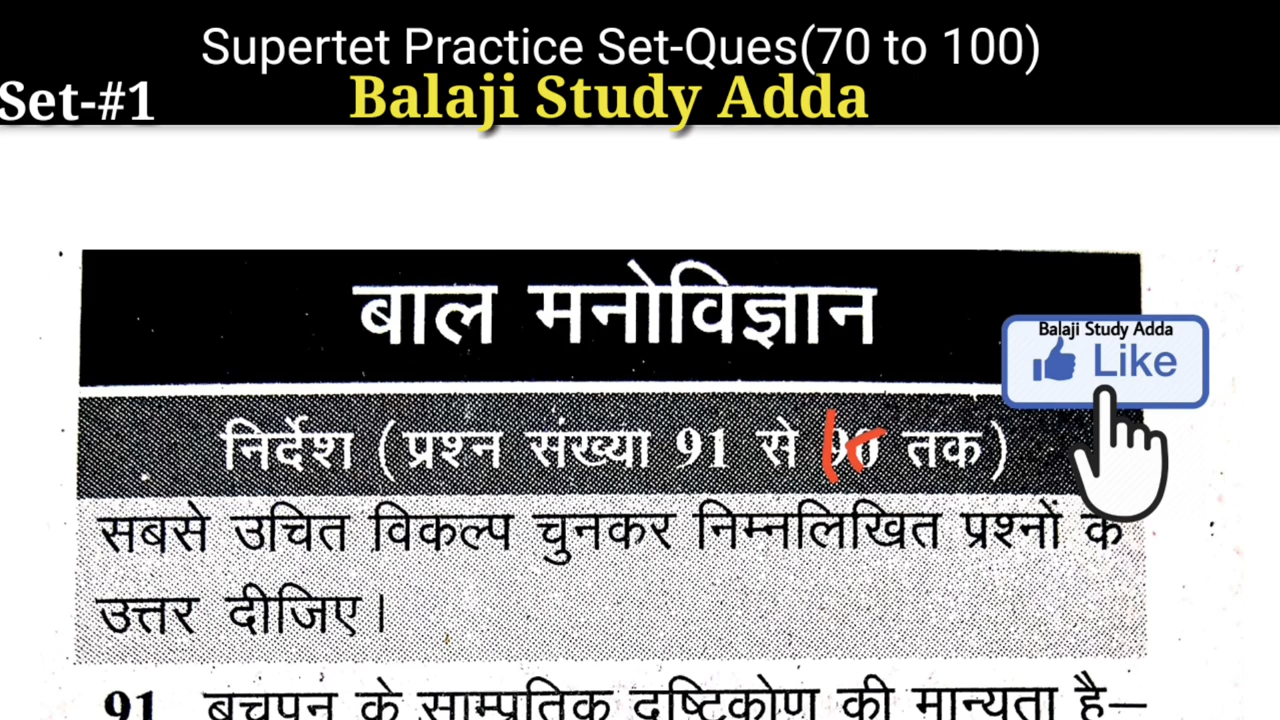 Supertet Practice Set-Ques(70 to 100)
Set-#1 Balaji Study Adda
बाल मनोविज्ञान
Balaji Study Adda
Like
निर्देश (प्रश्न संख्या 91 से तक)
सबसे उचित विकल्प चुनकर निम्नलिखित प्रश्नों के
उत्तर दीजिए।
91 बचपन के साम्प्रतिक दृष्टिकोण की मान्यता है—